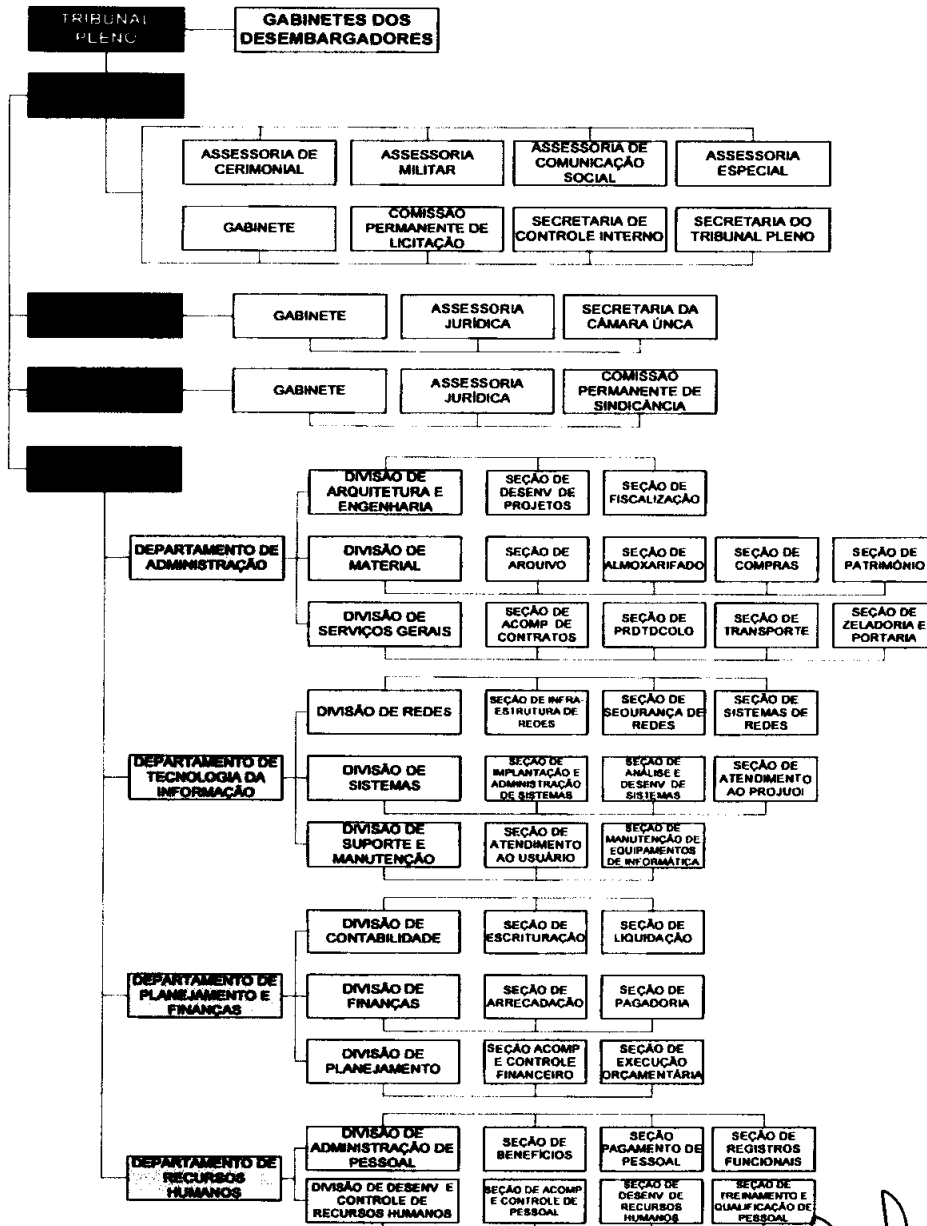 TRIBUNAL
PLENO
GABINETES DOS
DESEMBARGADORES
ASSESSORIA DE
CERIMONIAL
ASSESSORIA
MILITAR
ASSESSORIA DE
COMUNICAÇÃO
SOCIAL
ASSESSORIA
ESPECIAL
GABINETE
COMISSÃO
PERMANENTE DE
LICITAÇÃO
SECRETARIA DE
CONTROLE INTERNO
SECRETARIA DO
TRIBUNAL PLENO
GABINETE
ASSESSORIA
JURÍDICA
SECRETARIA DA
CÂMARA ÚNCA
GABINETE
ASSESSORIA
JURÍDICA
COMISSÃO
PERMANENTE DE
SINDICÂNCIA
DEPARTAMENTO DE
ADMINISTRAÇÃO
DIVISÃO DE
ARQUITETURA E
ENGENHARIA
SEÇÃO DE
DESENV DE
PROJETOS
SEÇÃO DE
FISCALIZAÇÃO
DIVISÃO DE
MATERIAL
SEÇÃO DE
ARQUIVO
SEÇÃO DE
ALMOXARIFADO
SEÇÃO DE
COMPRAS
SEÇÃO DE
PATRIMÔNIO
DIVISÃO DE
SERVIÇOS GERAIS
SEÇÃO DE
ACOMP DE
CONTRATOS
SEÇÃO DE
PROTOCOLO
SEÇÃO DE
TRANSPORTE
SEÇÃO DE
ZELADORIA E
PORTARIA
DEPARTAMENTO DE
TECNOLOGIA DA
INFORMAÇÃO
DIVISÃO DE REDES
SEÇÃO DE INFRA-
ESTRUTURA DE
REDES
SEÇÃO DE
SEGURANÇA DE
REDES
SEÇÃO DE
SISTEMAS DE
REDES
DIVISÃO DE
SISTEMAS
SEÇÃO DE
IMPLANTAÇÃO E
ADMINISTRAÇÃO
DE SISTEMAS
SEÇÃO DE
ANÁLISE E
DESENV DE
SISTEMAS
SEÇÃO DE
ATENDIMENTO
AO PROJUDI
DIVISÃO DE
SUPORTE E
MANUTENÇÃO
SEÇÃO DE
ATENDIMENTO
AO USUÁRIO
SEÇÃO DE
MANUTENÇÃO DE
EQUIPAMENTOS
DE INFORMÁTICA
DEPARTAMENTO DE
PLANEJAMENTO E
FINANÇAS
DIVISÃO DE
CONTABILIDADE
SEÇÃO DE
ESCRITURAÇÃO
SEÇÃO DE
LIQUIDAÇÃO
DIVISÃO DE
FINANÇAS
SEÇÃO DE
ARRECADAÇÃO
SEÇÃO DE
PAGADORIA
DIVISÃO DE
PLANEJAMENTO
SEÇÃO ACOMP
E CONTROLE
FINANCEIRO
SEÇÃO DE
EXECUÇÃO
ORÇAMENTÁRIA
DEPARTAMENTO DE
RECURSOS
HUMANOS
DIVISÃO DE
ADMINISTRAÇÃO DE
PESSOAL
SEÇÃO DE
BENEFÍCIOS
SEÇÃO
PAGAMENTO DE
PESSOAL
SEÇÃO DE
REGISTROS
FUNCIONAIS
DIVISÃO DE DESENV E
CONTROLE DE
RECURSOS HUMANOS
SEÇÃO DE ACOMP
E CONTROLE DE
PESSOAL
SEÇÃO DE
DESENV DE
RECURSOS
HUMANOS
SEÇÃO DE
TREINAMENTO E
QUALIFICAÇÃO DE
PESSOAL